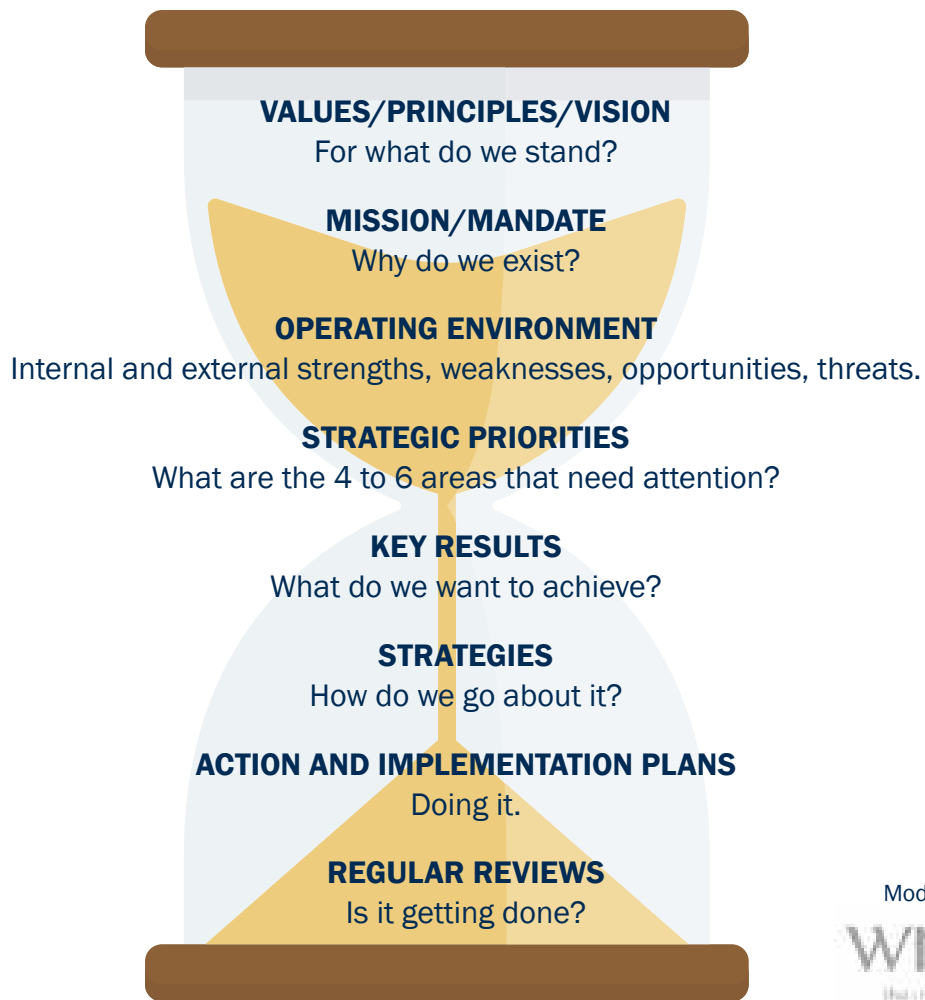 VALUES/PRINCIPLES/VISION
For what do we stand?
MISSION/MANDATE
Why do we exist?
OPERATING ENVIRONMENT
Internal and external strengths, weaknesses, opportunities, threats.
STRATEGIC PRIORITIES
What are the 4 to 6 areas that need attention?
KEY RESULTS
What do we want to achieve?
STRATEGIES
How do we go about it?
ACTION AND IMPLEMENTATION PLANS
Doing it.
REGULAR REVIEWS
Is it getting done?